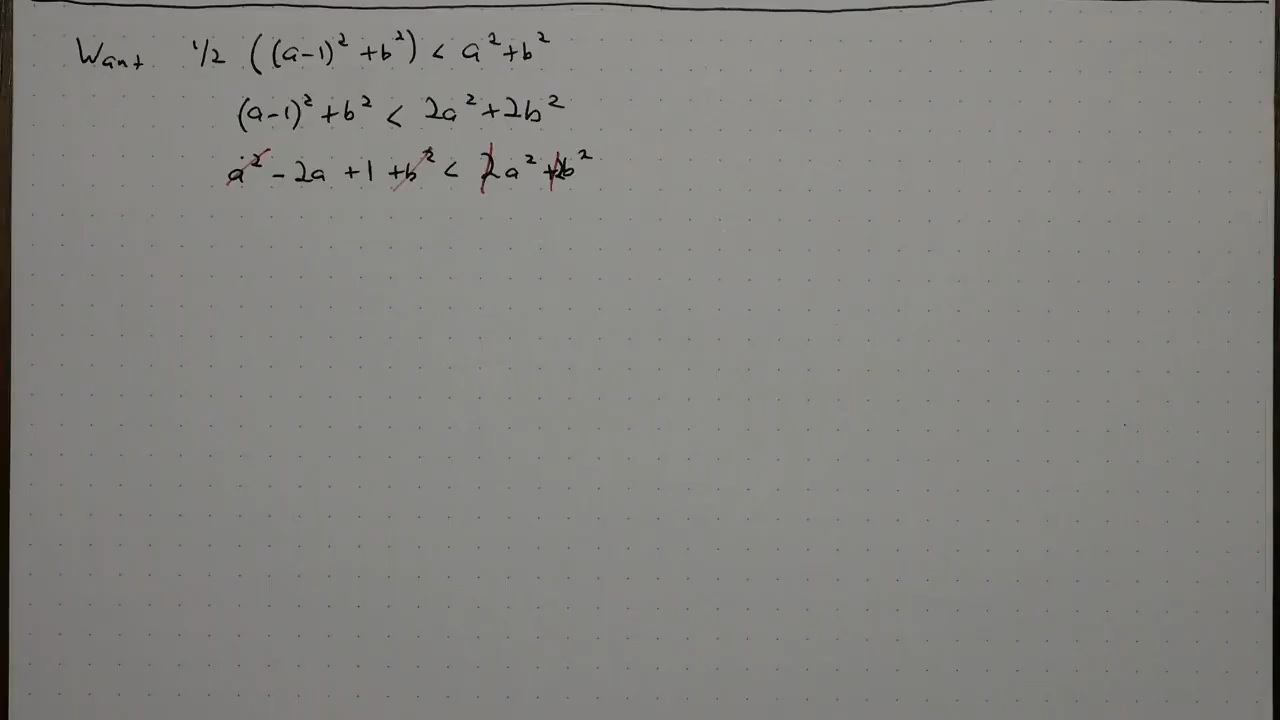 Want 1/2 ((a-1)² + b²) < a² + b²
(a-1)² + b² < 2a² + 2b²
a² - 2a + 1 + b² < 2a² + 2b²